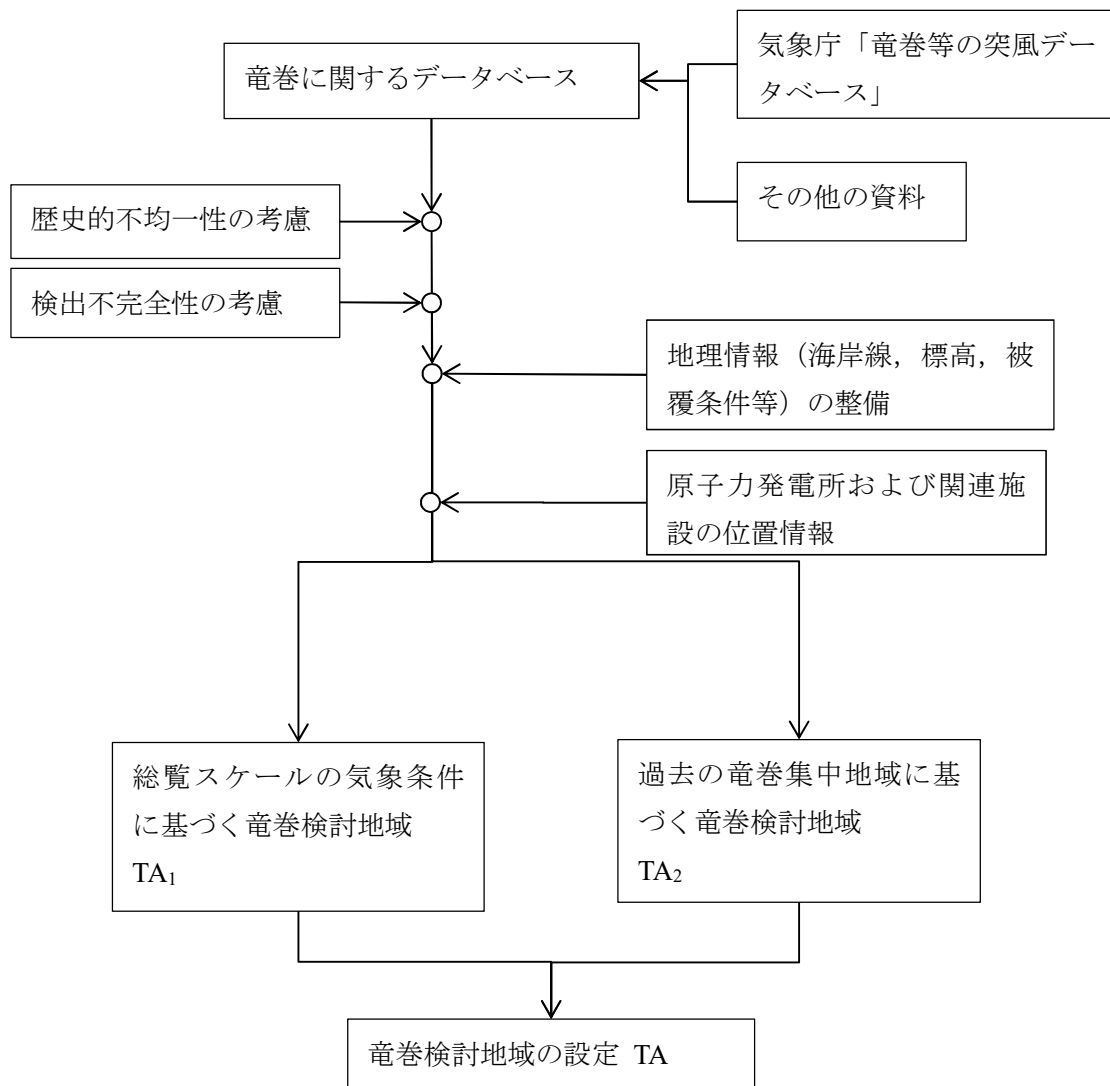 気象庁「竜巻等の突風デー
タベース」
竜巻に関するデータベース
その他の資料
歴史的不均一性の考慮
検出不完全性の考慮
地理情報（海岸線，標高，被
覆条件等）の整備
原子力発電所および関連施
設の位置情報
総覧スケールの気象条件
に基づく竜巻検討地域
TA₁
過去の竜巻集中地域に基
づく竜巻検討地域
TA₂
竜巻検討地域の設定 TA